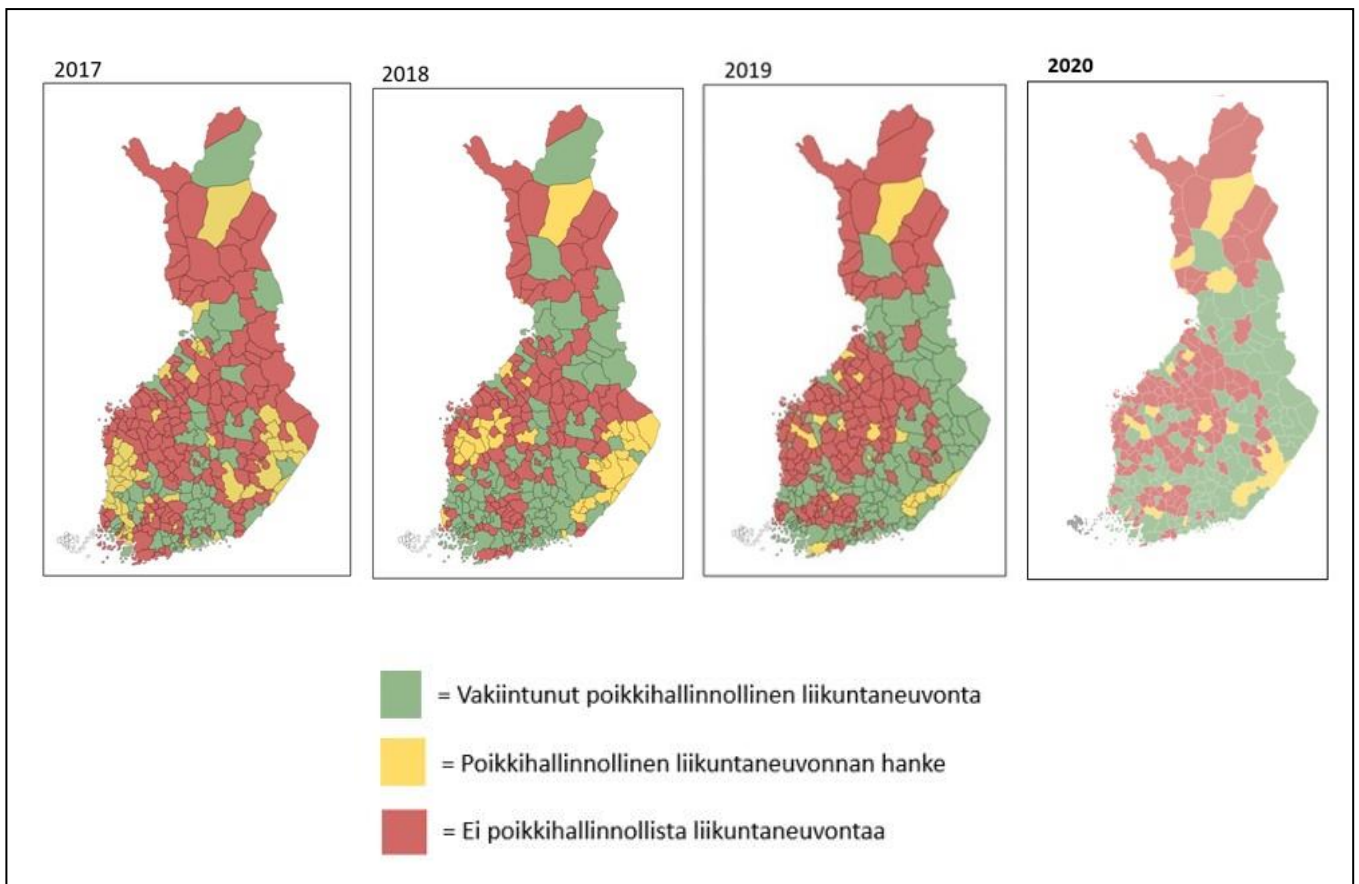 2017
2018
2019
2020
= Vakiintunut poikkihallinnollinen liikuntaneuvonta
= Poikkihallinnollinen liikuntaneuvonnan hanke
= Ei poikkihallinnollista liikuntaneuvontaa